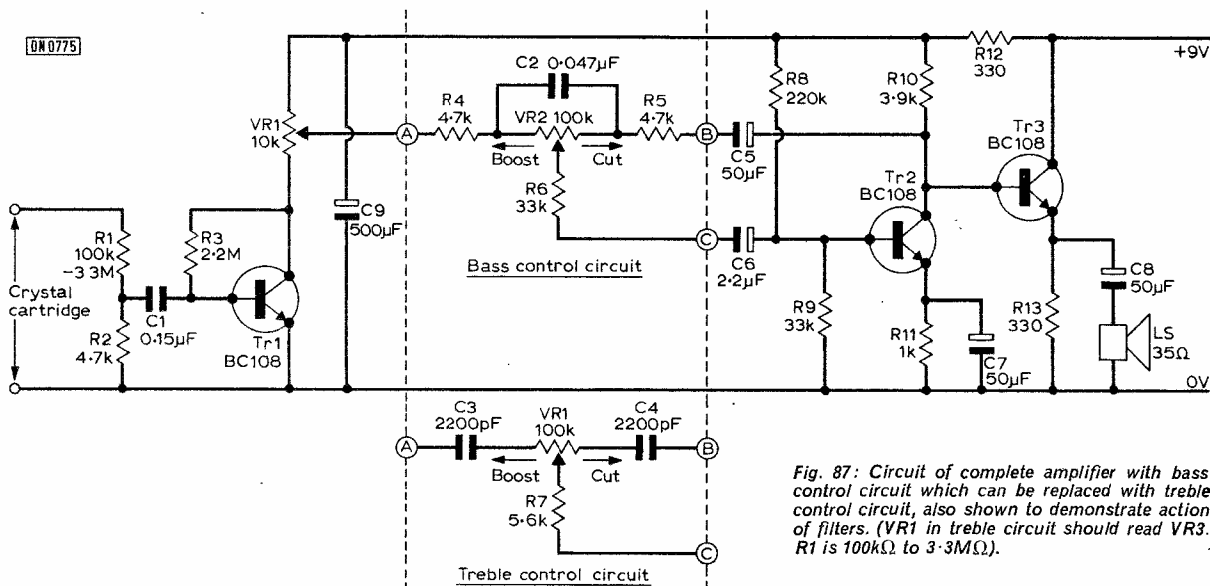 DN0775
VR1
10k
Crystal
cartridge
R1
100k
-3·3M
R2
4·7k
C1
0·15µF
R3
2·2M
Tr1
BC108
C9
500µF
A
R4
4·7k
C2
0·047µF
VR2 100k
Boost
Cut
R5
4·7k
R6
33k
B
C
Bass control circuit
C5
50µF
C6
2·2µF
R8
220k
R9
33k
R10
3·9k
Tr2
BC108
R11
1k
C7
50µF
R12
330
Tr3
BC108
R13
330
C8
50µF
LS
35Ω
+9V
0V
A
C3
2200pF
VR1
100k
C4
2200pF
Boost
Cut
R7
5·6k
B
C
Treble control circuit
Fig. 87: Circuit of complete amplifier with bass
control circuit which can be replaced with treble
control circuit, also shown to demonstrate action
of filters. (VR1 in treble circuit should read VR3.
R1 is 100kΩ to 3·3MΩ).